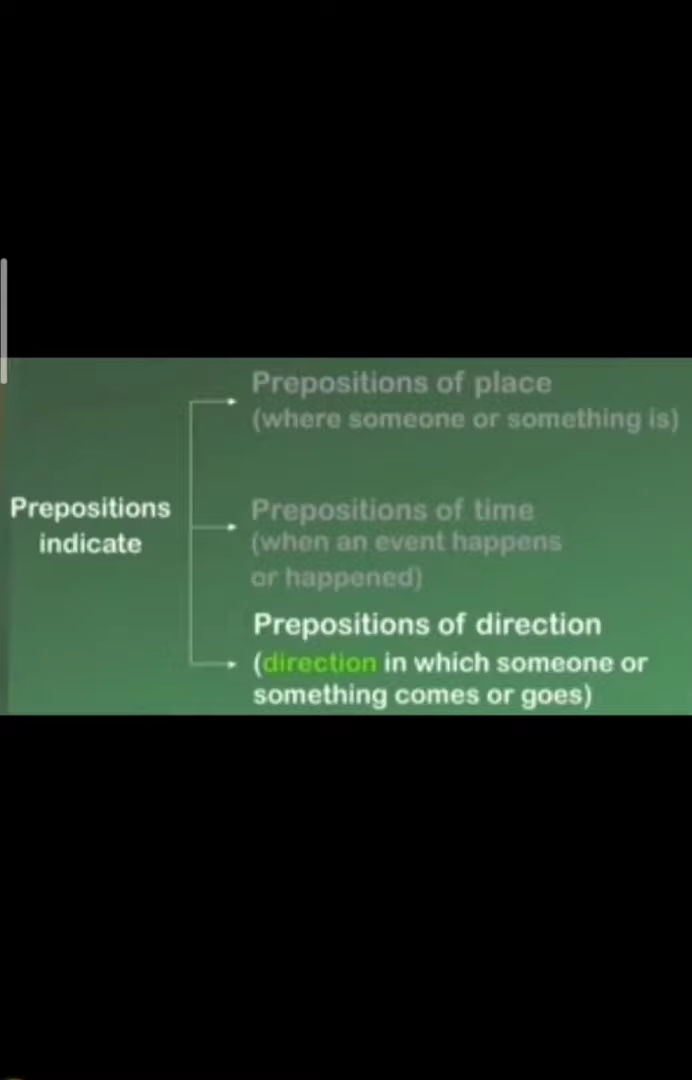 Prepositions of place
(where someone or something is)
Prepositions
indicate
Prepositions of time
(when an event happens
or happened)
Prepositions of direction
(direction in which someone or
something comes or goes)